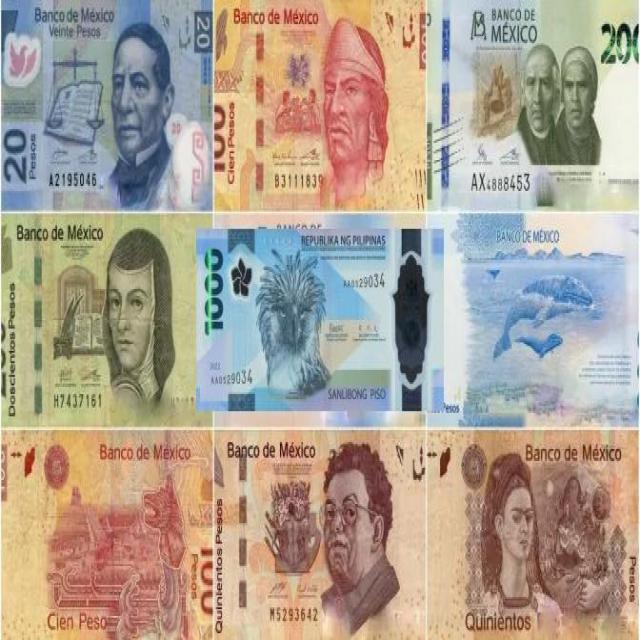 Banco de México
Veinte Pesos
20
20
Pesos
A2195046
Banco de México
100
Cien Pesos
B3111839
BANCO DE
MÉXICO
200
AX4888453
Banco de México
Doscientos Pesos
H7437161
BANCO DE
1000
REPUBLIKA NG PILIPINAS
AA0529034
2022
AA0529034
SANLIBONG PISO
BANCO DE MÉXICO
Pesos
100
Banco de México
Cien Peso
100
Pesos
Banco de México
Quinientos Pesos
M5293642
Banco de México
Quinientos
Pesos